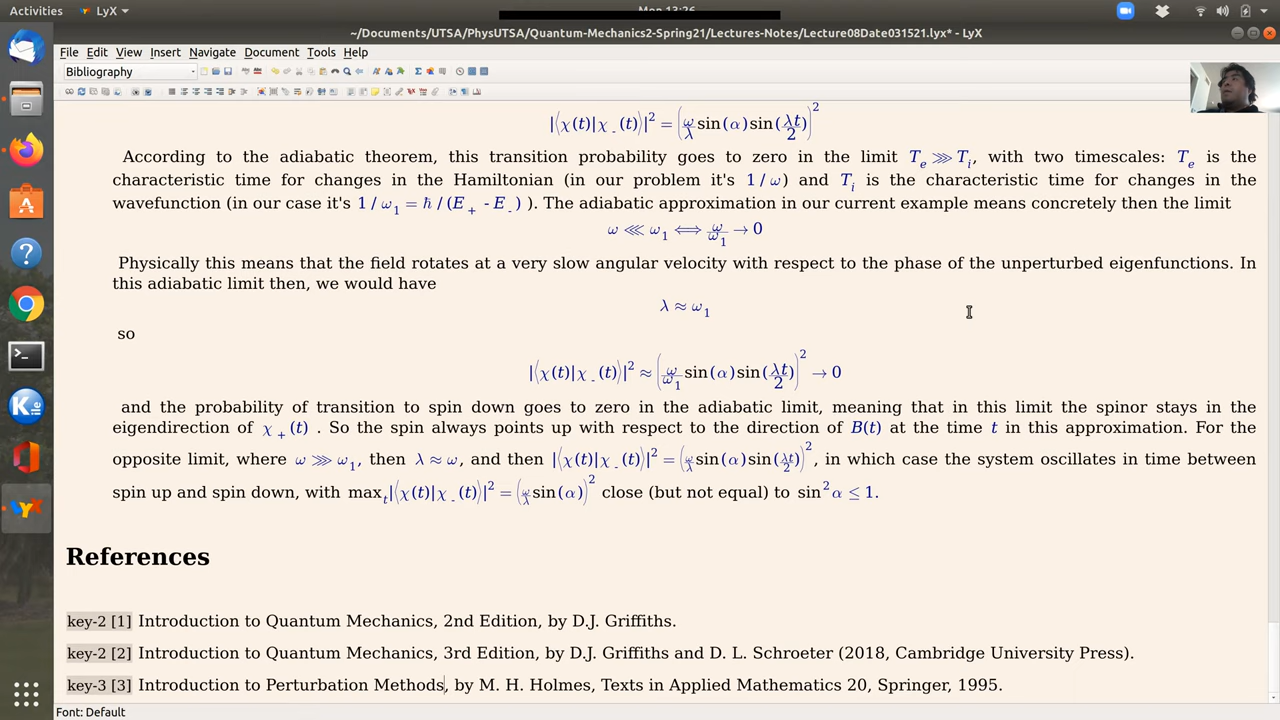 Activities LyX Mon 13:26
~/Documents/UTSA/PhysUTSA/Quantum-Mechanics2-Spring21/Lectures-Notes/Lecture08Date031521.lyx* - LyX
File Edit View Insert Navigate Document Tools Help
Bibliography
|⟨χ(t)|χ₋(t)⟩|² = (ω/λ sin(α)sin(λt/2))²
According to the adiabatic theorem, this transition probability goes to zero in the limit Tₑ ⋙ Tᵢ, with two timescales: Tₑ is the
characteristic time for changes in the Hamiltonian (in our problem it's 1/ω) and Tᵢ is the characteristic time for changes in the
wavefunction (in our case it's 1/ω₁ = ħ/(E₊ - E₋) ). The adiabatic approximation in our current example means concretely then the limit
ω ⋘ ω₁ ⟺ ω/ω₁ → 0
Physically this means that the field rotates at a very slow angular velocity with respect to the phase of the unperturbed eigenfunctions. In
this adiabatic limit then, we would have
λ ≈ ω₁
so
|⟨χ(t)|χ₋(t)⟩|² ≈ (ω/ω₁ sin(α)sin(λt/2))² → 0
and the probability of transition to spin down goes to zero in the adiabatic limit, meaning that in this limit the spinor stays in the
eigendirection of χ₊(t) . So the spin always points up with respect to the direction of B(t) at the time t in this approximation. For the
opposite limit, where ω ⋙ ω₁, then λ ≈ ω, and then |⟨χ(t)|χ₋(t)⟩|² = (ω/λ sin(α)sin(λt/2))², in which case the system oscillates in time between
spin up and spin down, with maxₜ|⟨χ(t)|χ₋(t)⟩|² = (ω/λ sin(α))² close (but not equal) to sin²α ≤ 1.
References
key-2 [1] Introduction to Quantum Mechanics, 2nd Edition, by D.J. Griffiths.
key-2 [2] Introduction to Quantum Mechanics, 3rd Edition, by D.J. Griffiths and D. L. Schroeter (2018, Cambridge University Press).
key-3 [3] Introduction to Perturbation Methods, by M. H. Holmes, Texts in Applied Mathematics 20, Springer, 1995.
Font: Default